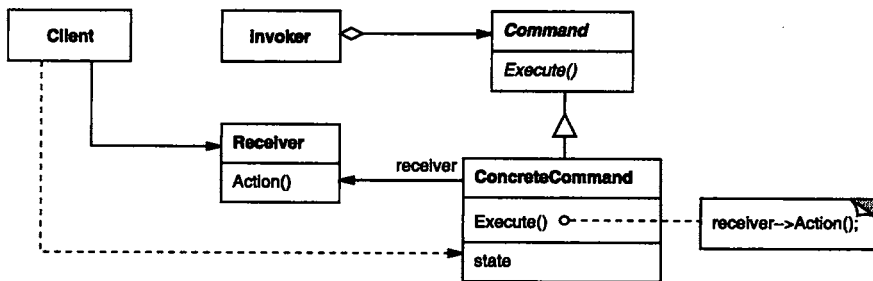 Client
Invoker
Command
Execute()
Receiver
Action()
receiver
ConcreteCommand
Execute()
state
receiver->Action();